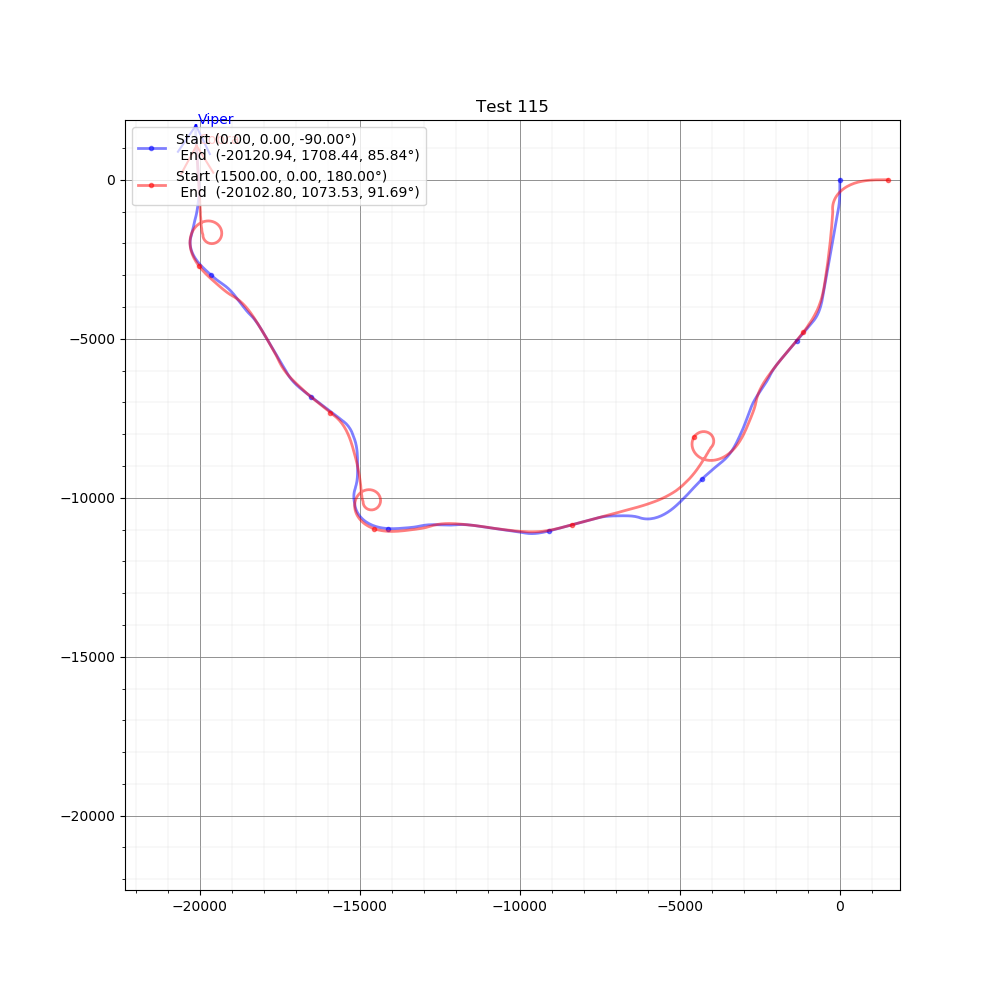 Test 115
Viper
Start (0.00, 0.00, -90.00°)
End (-20120.94, 1708.44, 85.84°)
Start (1500.00, 0.00, 180.00°)
End (-20102.80, 1073.53, 91.69°)
0
−5000
−10000
−15000
−20000
−20000 −15000 −10000 −5000 0